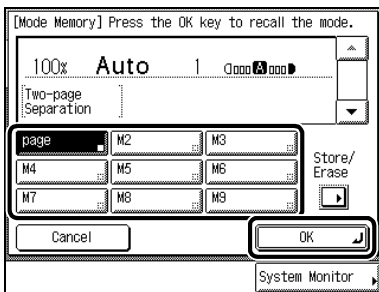 [Mode Memory] Press the OK key to recall the mode.
100% Auto 1 A
Two-page
Separation
page M2 M3
M4 M5 M6
Store/
Erase
M7 M8 M9
Cancel OK
System Monitor